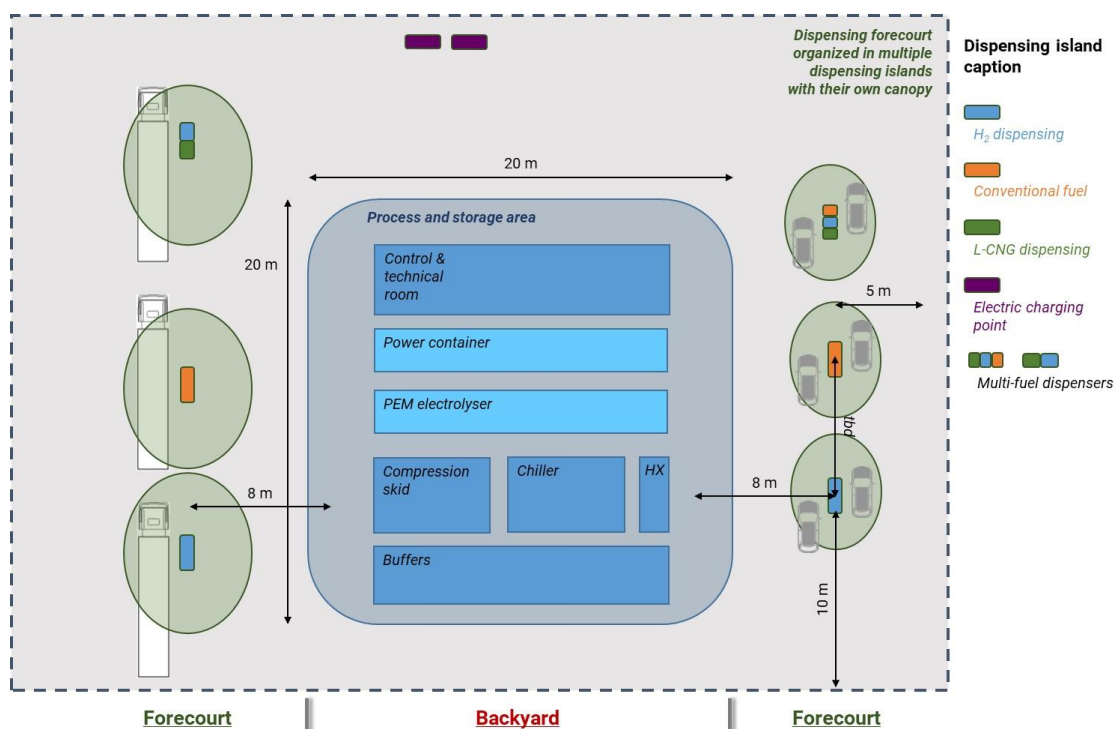 Dispensing forecourt
organized in multiple
dispensing islands
with their own canopy
20 m
Process and storage area
20 m
Control &
technical
room
Power container
PEM electrolyser
Compression
skid
Chiller
HX
Buffers
8 m
5 m
tbd
8 m
10 m
Forecourt
Backyard
Forecourt
Dispensing island
caption
H₂ dispensing
Conventional fuel
L-CNG dispensing
Electric charging
point
Multi-fuel dispensers